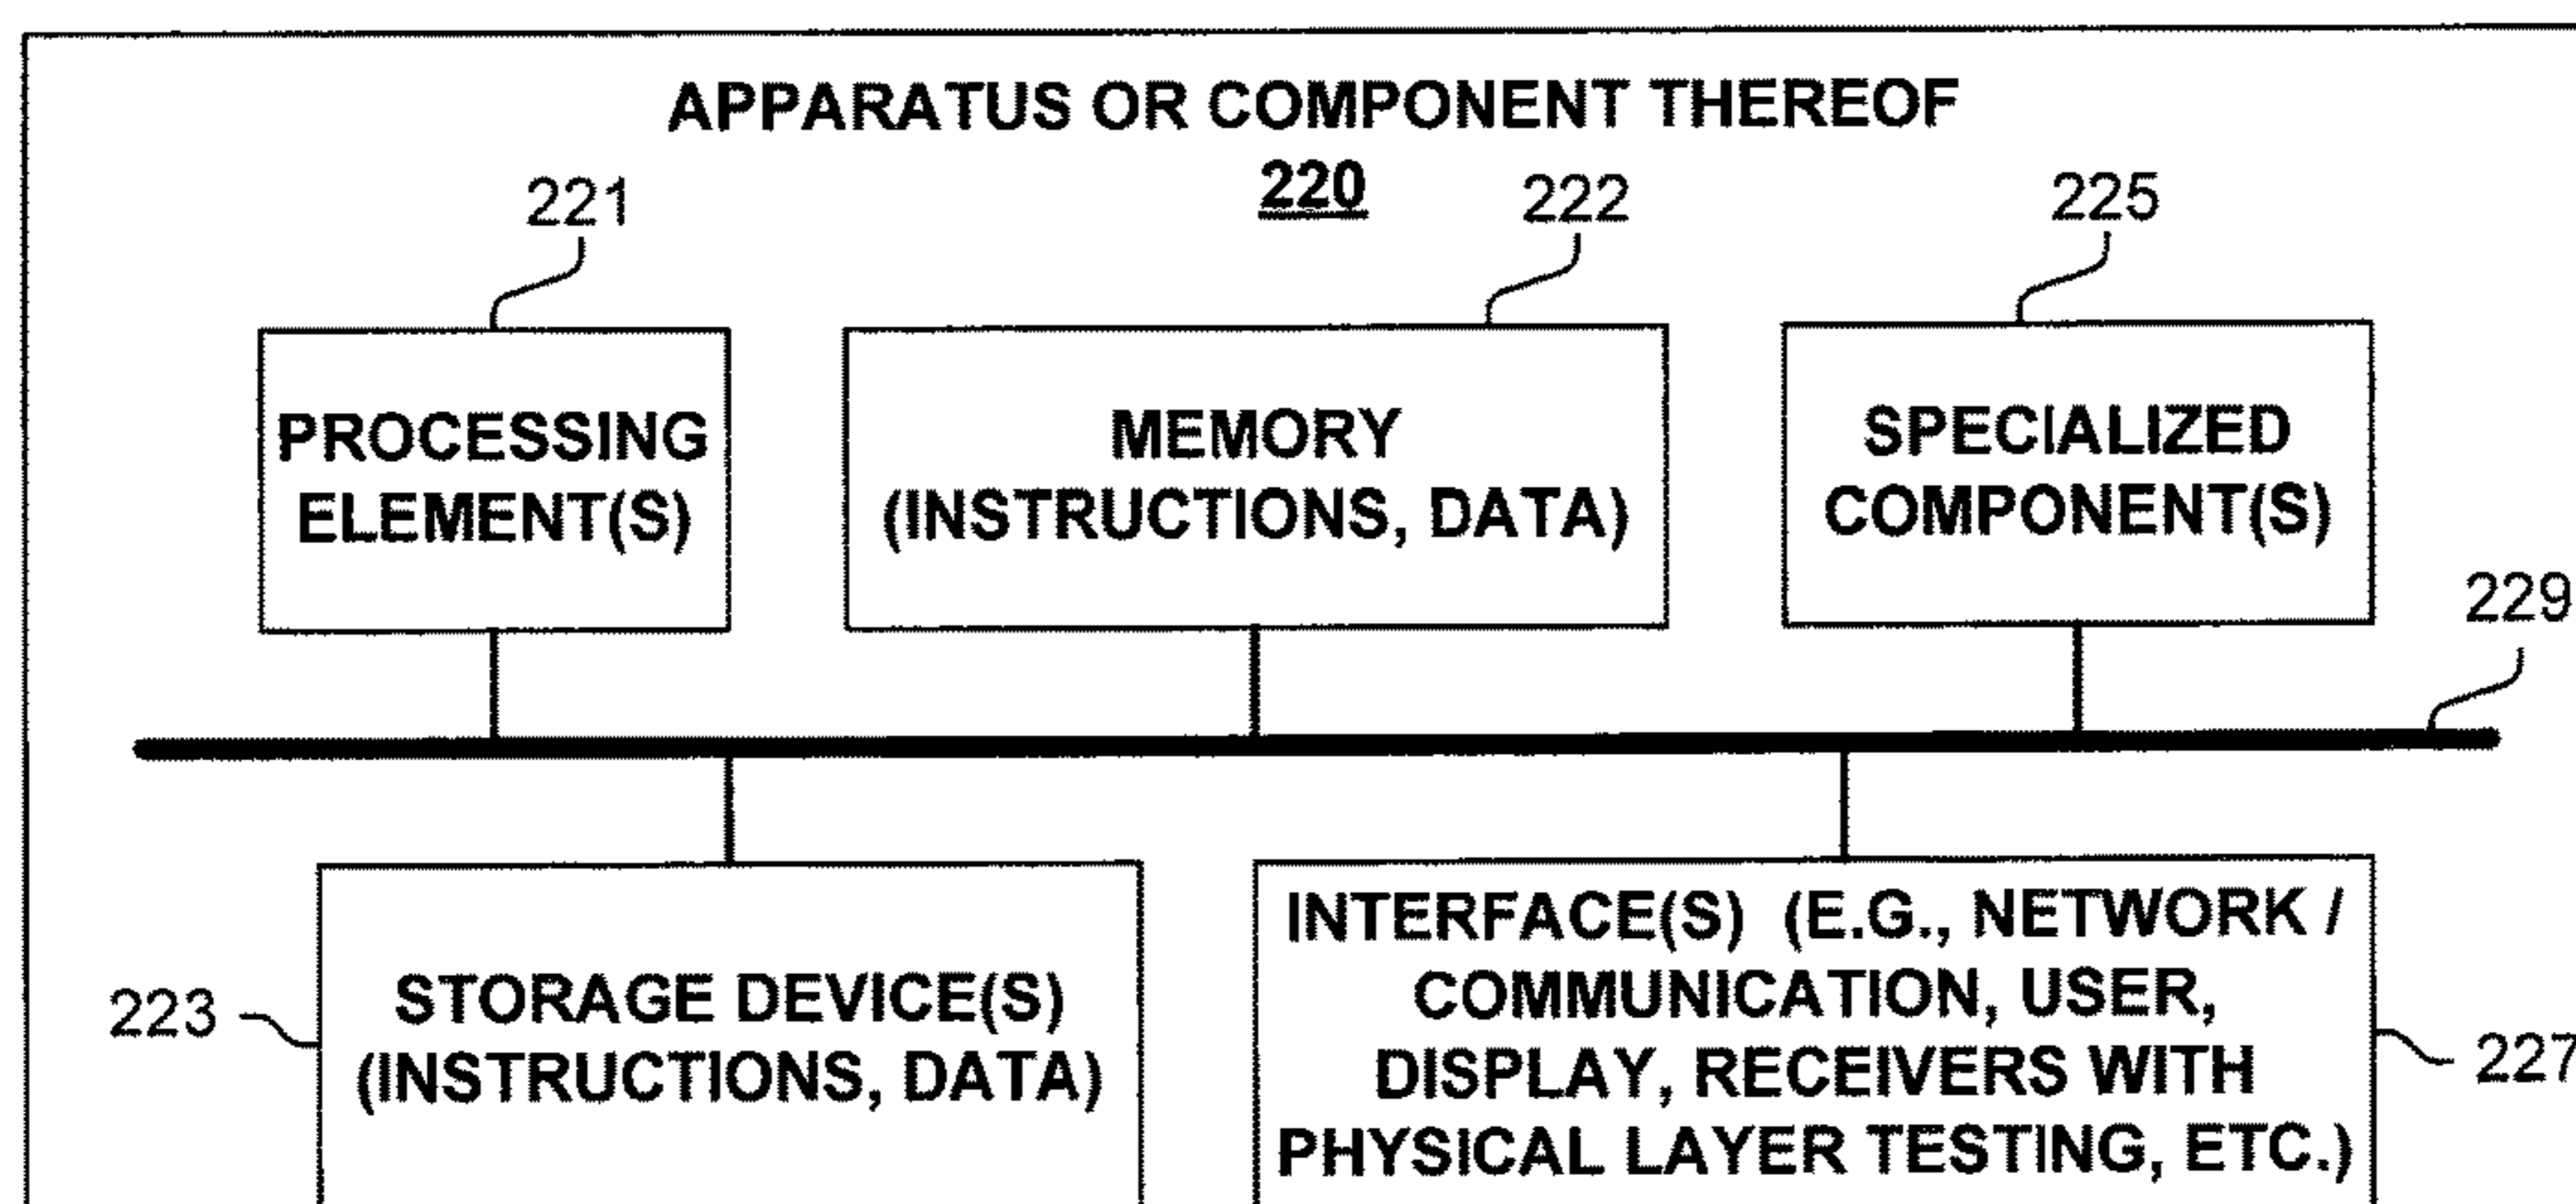 APPARATUS OR COMPONENT THEREOF
220
221
222
225
PROCESSING
ELEMENT(S)
MEMORY
(INSTRUCTIONS, DATA)
SPECIALIZED
COMPONENT(S)
229
223
STORAGE DEVICE(S)
(INSTRUCTIONS, DATA)
INTERFACE(S) (E.G., NETWORK /
COMMUNICATION, USER,
DISPLAY, RECEIVERS WITH
PHYSICAL LAYER TESTING, ETC.)
227